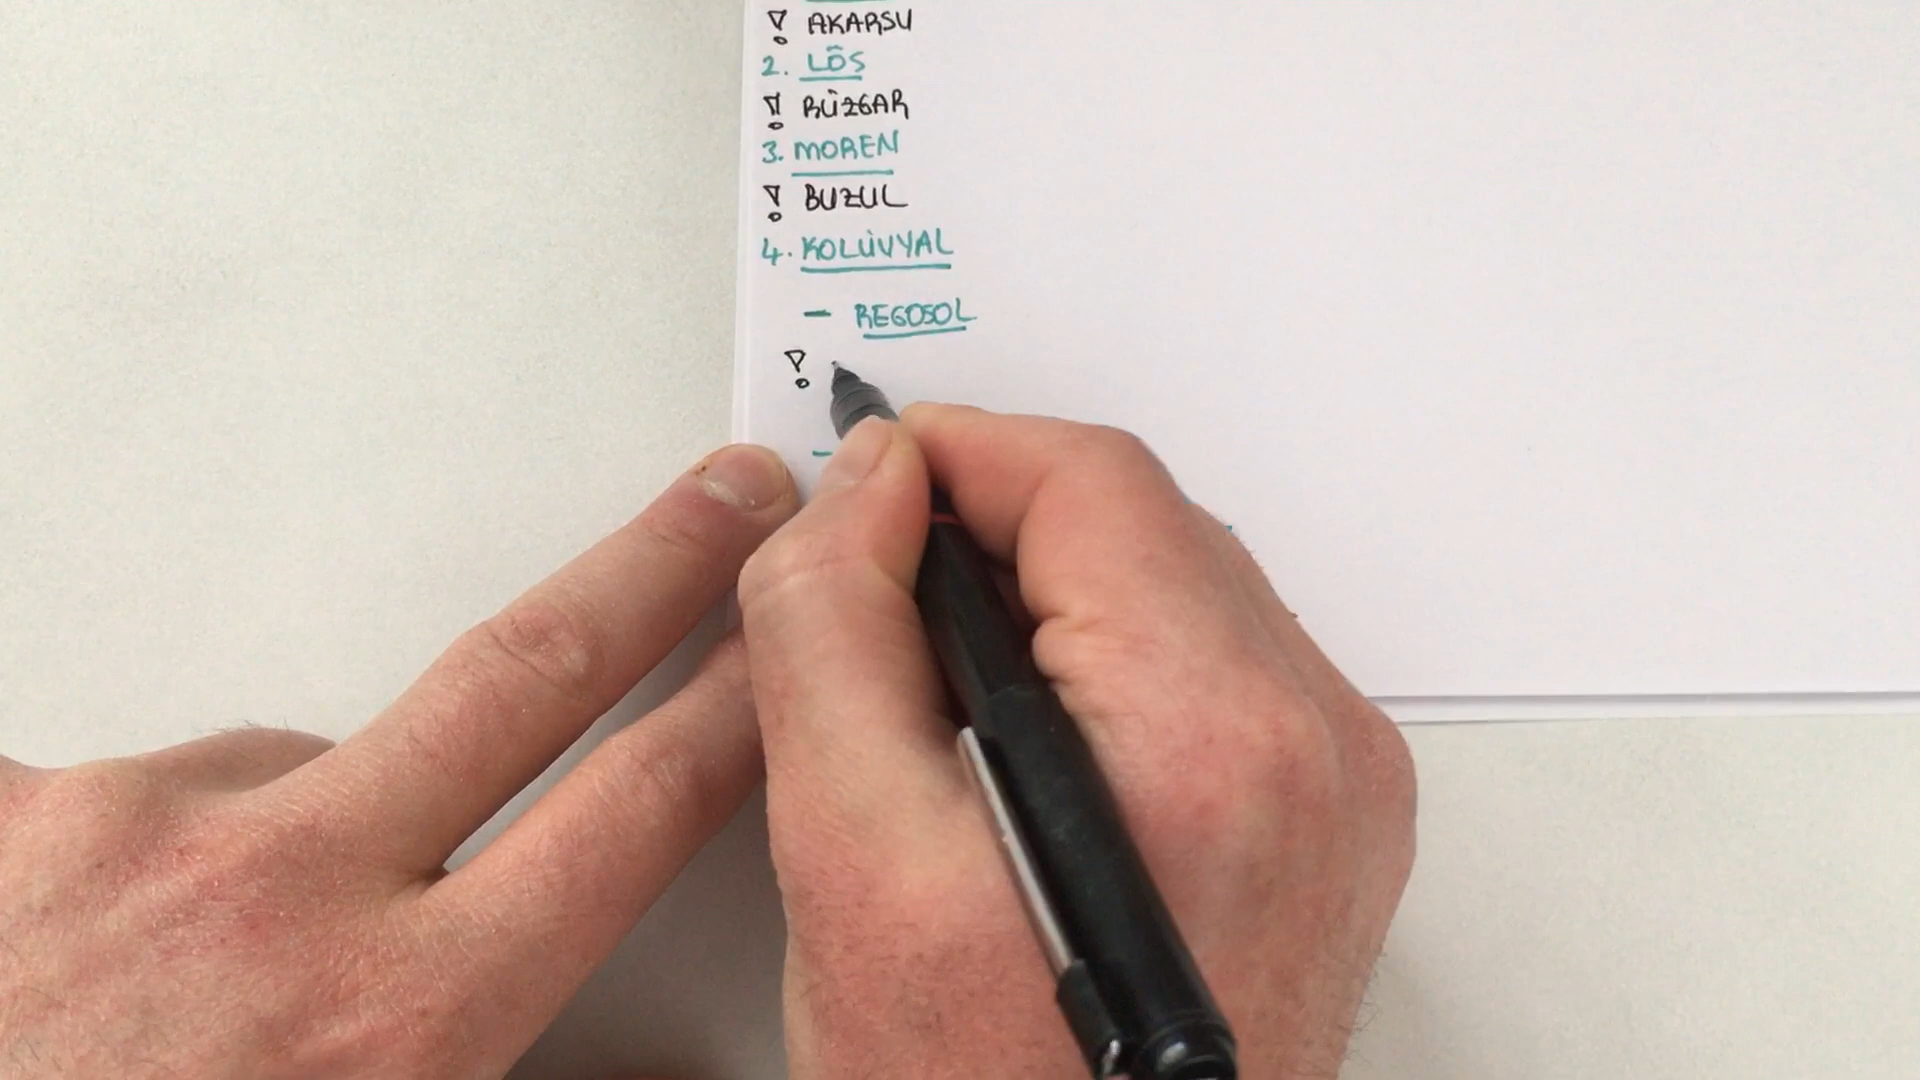 ! AKARSU
2. LÖS
! RÜZGAR
3. MOREN
! BUZUL
4. KOLÜVYAL
- REGOSOL
!
-